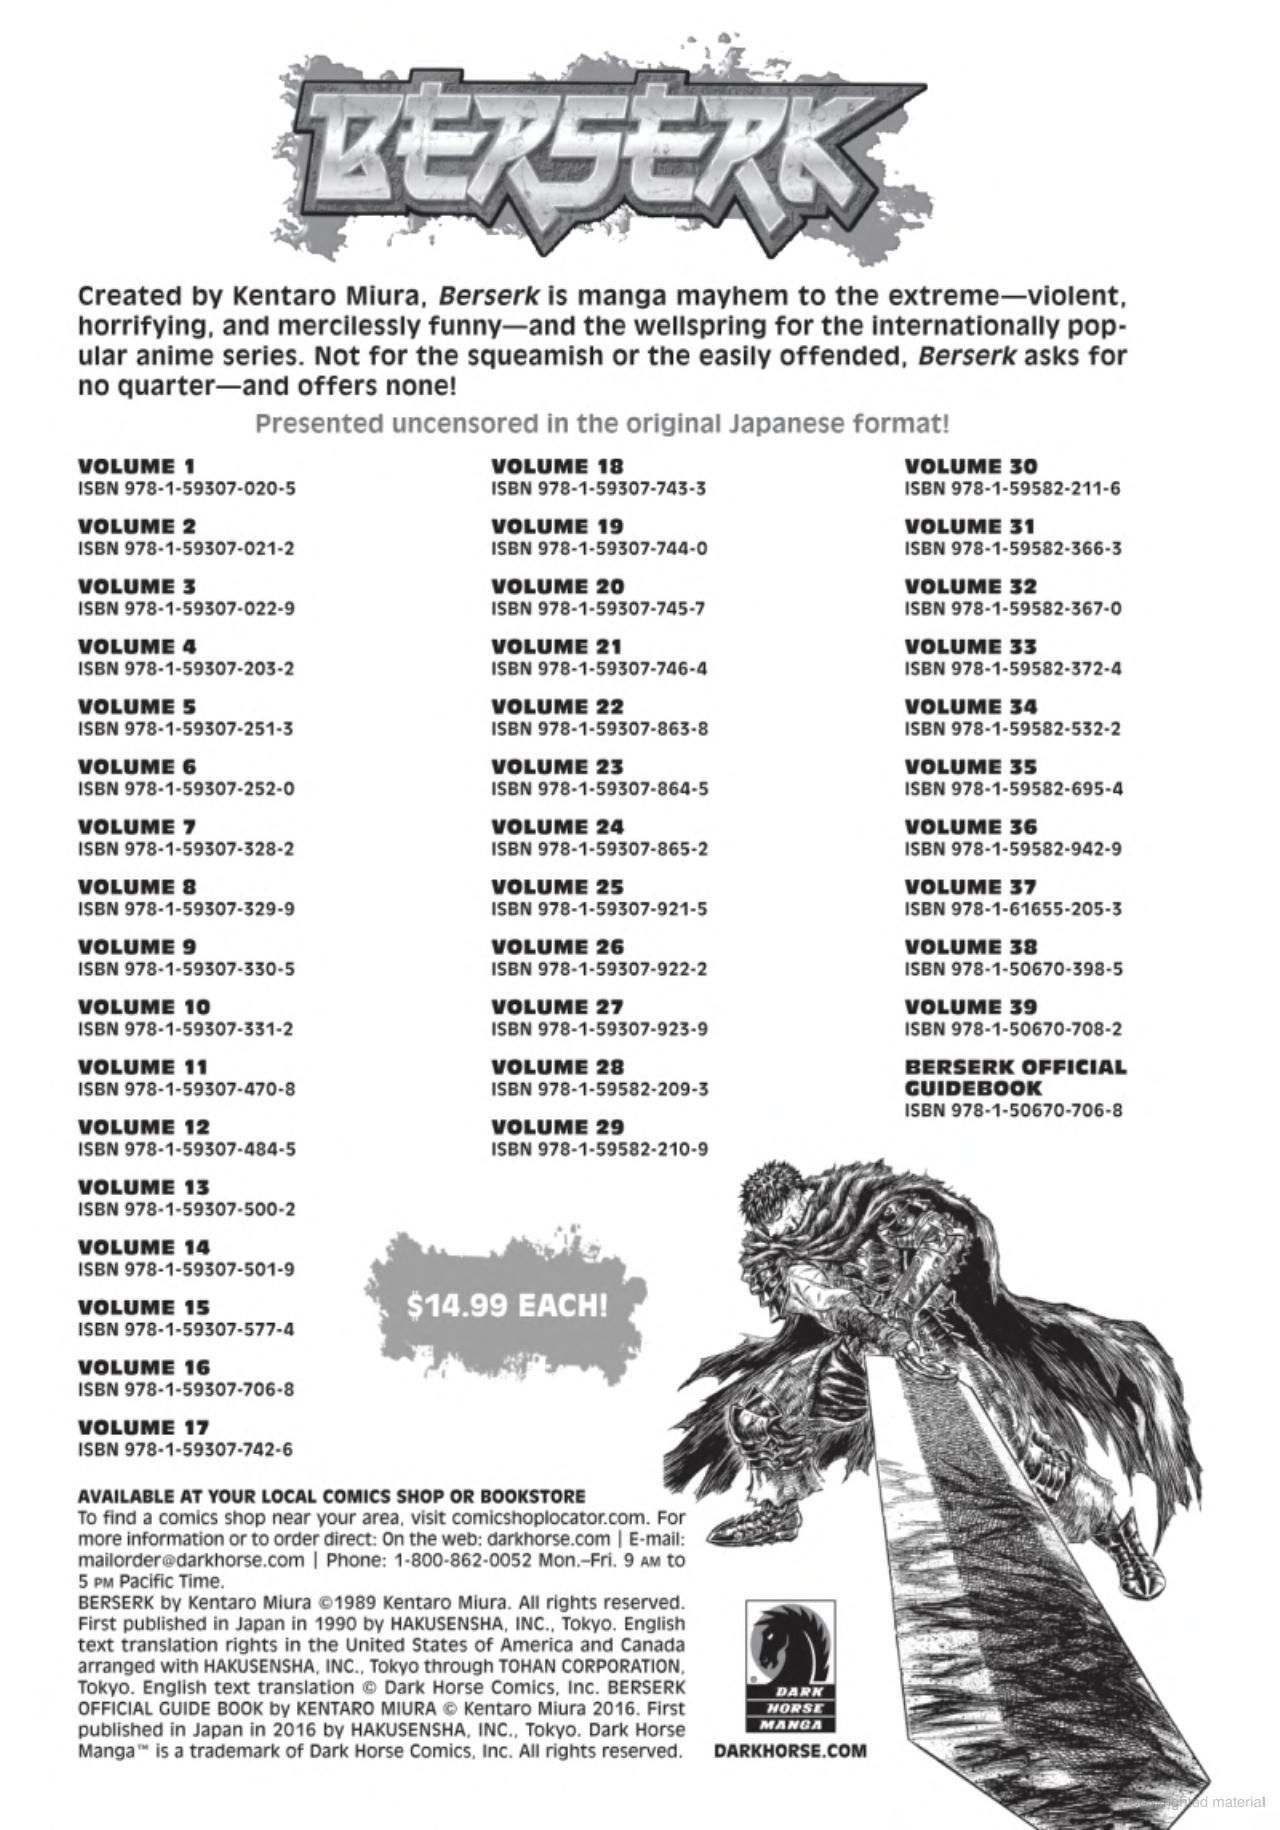 BERSERK
Created by Kentaro Miura, Berserk is manga mayhem to the extreme—violent,
horrifying, and mercilessly funny—and the wellspring for the internationally pop-
ular anime series. Not for the squeamish or the easily offended, Berserk asks for
no quarter—and offers none!
Presented uncensored in the original Japanese format!
VOLUME 1
ISBN 978-1-59307-020-5
VOLUME 2
ISBN 978-1-59307-021-2
VOLUME 3
ISBN 978-1-59307-022-9
VOLUME 4
ISBN 978-1-59307-203-2
VOLUME 5
ISBN 978-1-59307-251-3
VOLUME 6
ISBN 978-1-59307-252-0
VOLUME 7
ISBN 978-1-59307-328-2
VOLUME 8
ISBN 978-1-59307-329-9
VOLUME 9
ISBN 978-1-59307-330-5
VOLUME 10
ISBN 978-1-59307-331-2
VOLUME 11
ISBN 978-1-59307-470-8
VOLUME 12
ISBN 978-1-59307-484-5
VOLUME 13
ISBN 978-1-59307-500-2
VOLUME 14
ISBN 978-1-59307-501-9
VOLUME 15
ISBN 978-1-59307-577-4
VOLUME 16
ISBN 978-1-59307-706-8
VOLUME 17
ISBN 978-1-59307-742-6
VOLUME 18
ISBN 978-1-59307-743-3
VOLUME 19
ISBN 978-1-59307-744-0
VOLUME 20
ISBN 978-1-59307-745-7
VOLUME 21
ISBN 978-1-59307-746-4
VOLUME 22
ISBN 978-1-59307-863-8
VOLUME 23
ISBN 978-1-59307-864-5
VOLUME 24
ISBN 978-1-59307-865-2
VOLUME 25
ISBN 978-1-59307-921-5
VOLUME 26
ISBN 978-1-59307-922-2
VOLUME 27
ISBN 978-1-59307-923-9
VOLUME 28
ISBN 978-1-59582-209-3
VOLUME 29
ISBN 978-1-59582-210-9
VOLUME 30
ISBN 978-1-59582-211-6
VOLUME 31
ISBN 978-1-59582-366-3
VOLUME 32
ISBN 978-1-59582-367-0
VOLUME 33
ISBN 978-1-59582-372-4
VOLUME 34
ISBN 978-1-59582-532-2
VOLUME 35
ISBN 978-1-59582-695-4
VOLUME 36
ISBN 978-1-59582-942-9
VOLUME 37
ISBN 978-1-61655-205-3
VOLUME 38
ISBN 978-1-50670-398-5
VOLUME 39
ISBN 978-1-50670-708-2
BERSERK OFFICIAL
GUIDEBOOK
ISBN 978-1-50670-706-8
$14.99 EACH!
AVAILABLE AT YOUR LOCAL COMICS SHOP OR BOOKSTORE
To find a comics shop near your area, visit comicshoplocator.com. For
more information or to order direct: On the web: darkhorse.com | E-mail:
mailorder@darkhorse.com | Phone: 1-800-862-0052 Mon.–Fri. 9 AM to
5 PM Pacific Time.
BERSERK by Kentaro Miura ©1989 Kentaro Miura. All rights reserved.
First published in Japan in 1990 by HAKUSENSHA, INC., Tokyo. English
text translation rights in the United States of America and Canada
arranged with HAKUSENSHA, INC., Tokyo through TOHAN CORPORATION,
Tokyo. English text translation © Dark Horse Comics, Inc. BERSERK
OFFICIAL GUIDE BOOK by KENTARO MIURA © Kentaro Miura 2016. First
published in Japan in 2016 by HAKUSENSHA, INC., Tokyo. Dark Horse
Manga™ is a trademark of Dark Horse Comics, Inc. All rights reserved.
DARK
HORSE
MANGA
DARKHORSE.COM
material